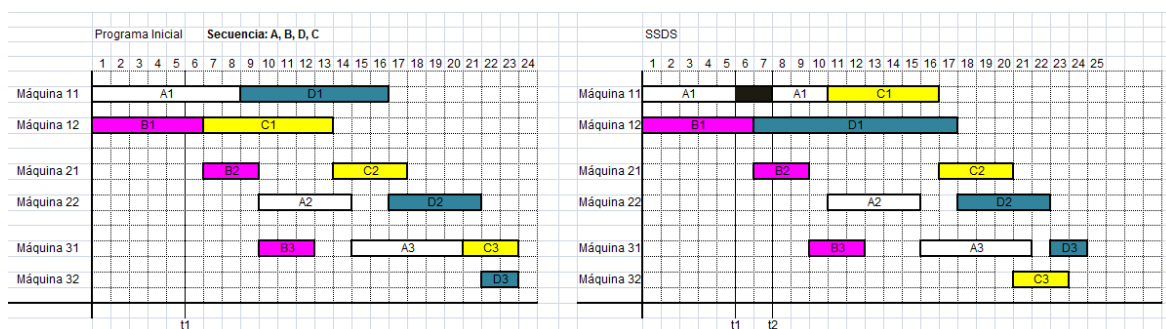 Programa Inicial Secuencia: A, B, D, C
1 2 3 4 5 6 7 8 9 10 11 12 13 14 15 16 17 18 19 20 21 22 23 24
Máquina 11 A1 D1
Máquina 12 B1 C1
Máquina 21 B2 C2
Máquina 22 A2 D2
Máquina 31 B3 A3 C3
Máquina 32 D3
t1
SSDS
1 2 3 4 5 6 7 8 9 10 11 12 13 14 15 16 17 18 19 20 21 22 23 24 25
Máquina 11 A1 A1 C1
Máquina 12 B1 D1
Máquina 21 B2 C2
Máquina 22 A2 D2
Máquina 31 B3 A3 D3
Máquina 32 C3
t1 t2